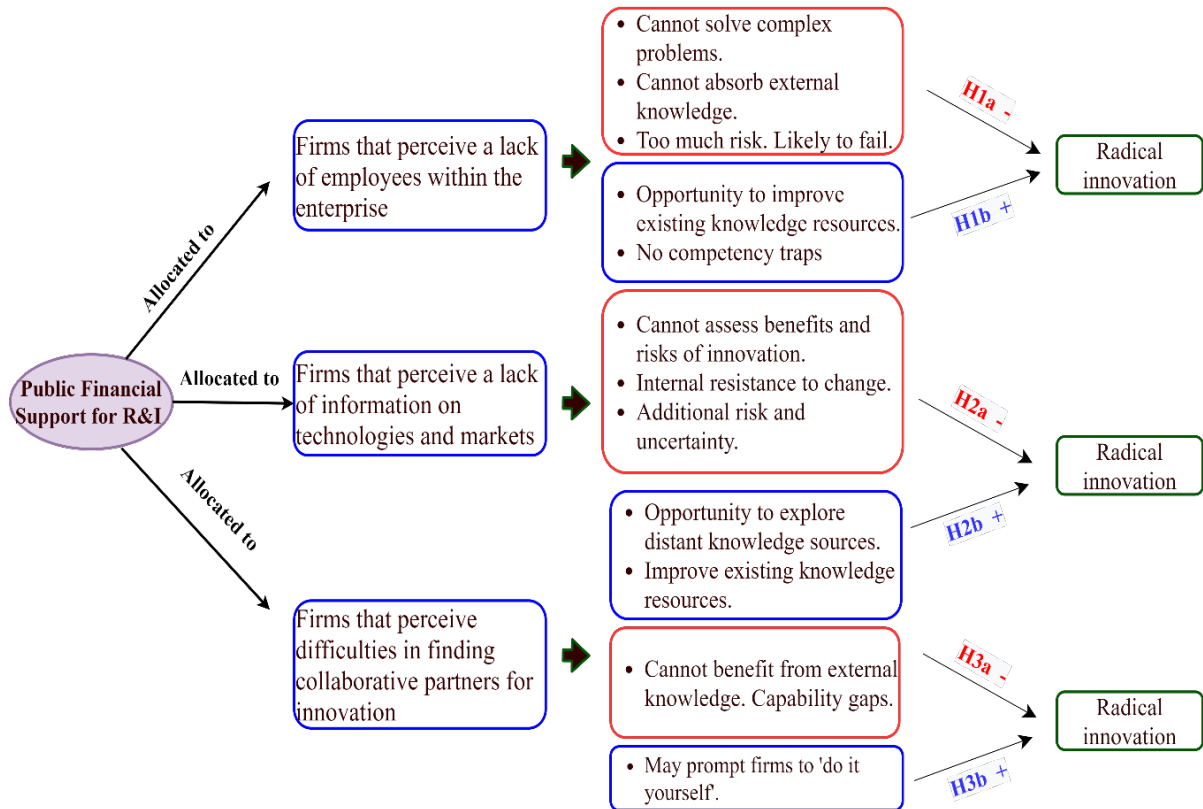 • Cannot solve complex
problems.
• Cannot absorb external
knowledge.
• Too much risk. Likely to fail.
H1a -
Firms that perceive a lack
of employees within the
enterprise
Radical
innovation
• Opportunity to improve
existing knowledge resources.
• No competency traps
H1b +
Allocated to
• Cannot assess benefits and
risks of innovation.
• Internal resistance to change.
• Additional risk and
uncertainty.
H2a -
Public Financial
Support for R&I
Allocated to
Firms that perceive a lack
of information on
technologies and markets
Radical
innovation
• Opportunity to explore
distant knowledge sources.
• Improve existing knowledge
resources.
H2b +
Allocated to
Firms that perceive
difficulties in finding
collaborative partners for
innovation
• Cannot benefit from external
knowledge. Capability gaps.
H3a -
Radical
innovation
• May prompt firms to 'do it
yourself'.
H3b +